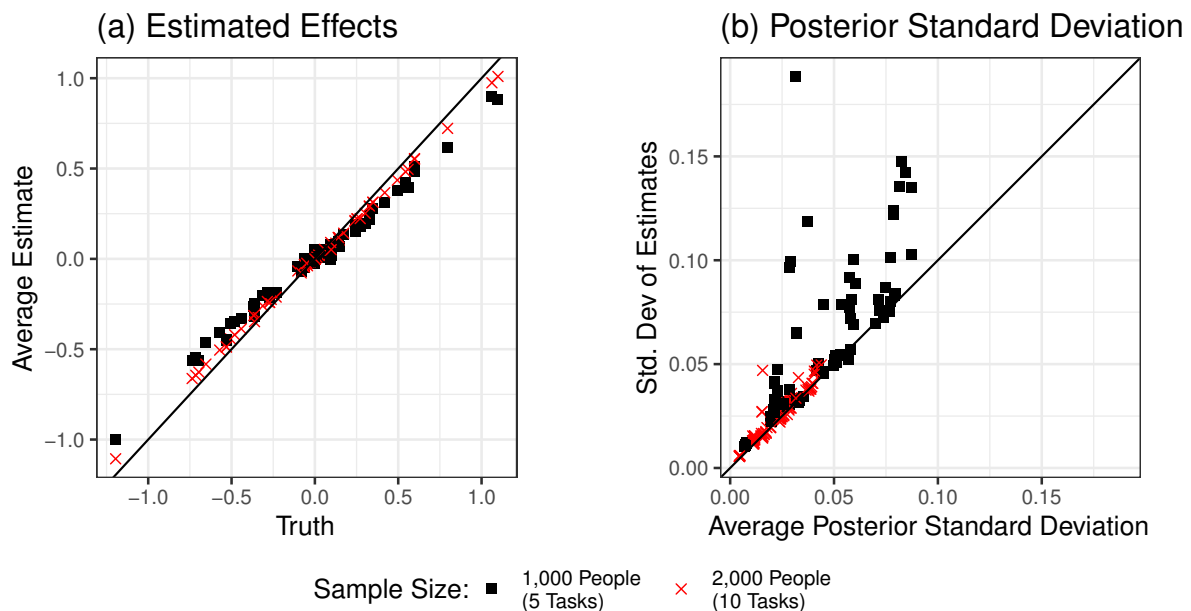 (a) Estimated Effects
(b) Posterior Standard Deviation
Average Estimate
1.0
0.5
0.0
−0.5
−1.0
−1.0
−0.5
0.0
0.5
1.0
Truth
Std. Dev of Estimates
0.15
0.10
0.05
0.00
0.00
0.05
0.10
0.15
Average Posterior Standard Deviation
Sample Size:
1,000 People
(5 Tasks)
2,000 People
(10 Tasks)